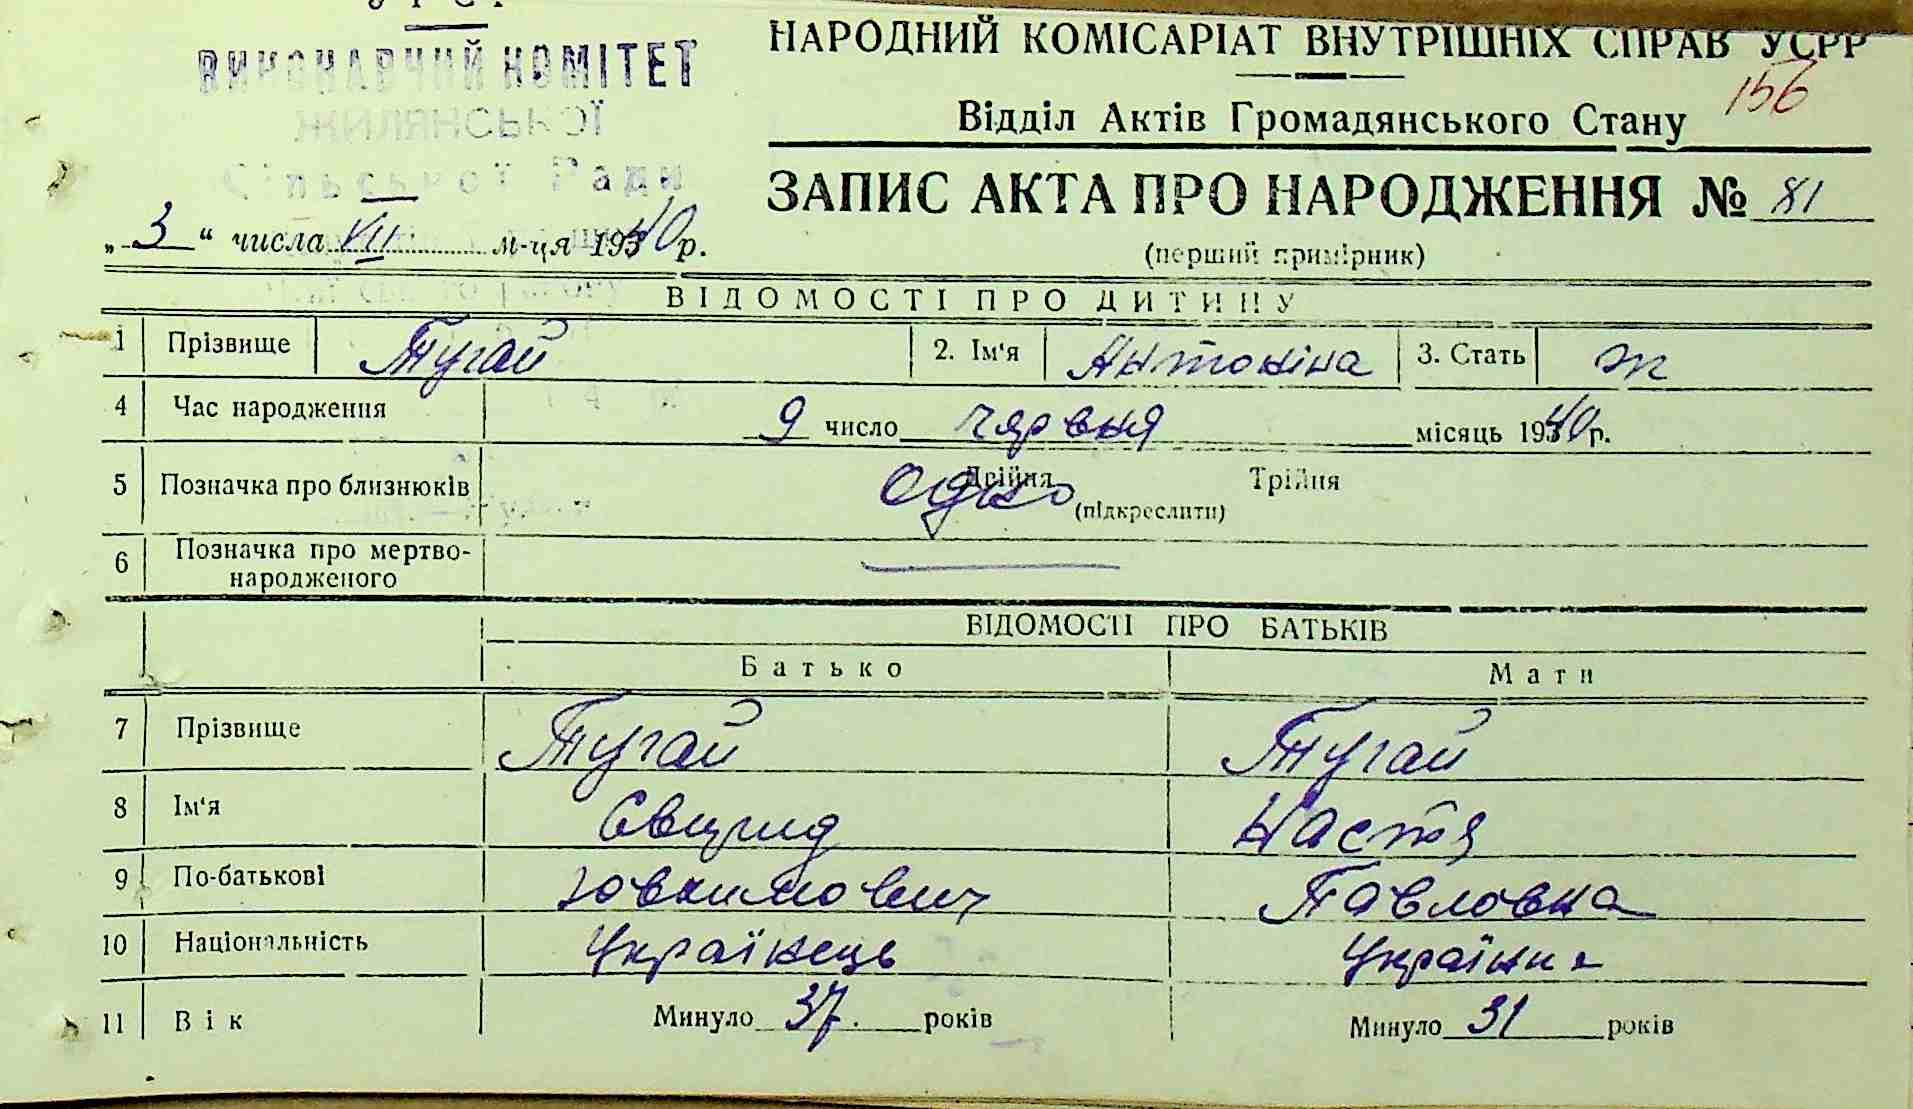 УРСР
ВИКОНАВЧИЙ КОМІТЕТ
ЖИЛЯНСЬКОЇ
Сільської Ради
НАРОДНИЙ КОМІСАРІАТ ВНУТРІШНІХ СПРАВ УСРР
156
Відділ Актів Громадянського Стану
ЗАПИС АКТА ПРО НАРОДЖЕННЯ № 81
„3“ числа VII м-ця 1940 р.
(перший примірник)
ВІДОМОСТІ ПРО ДИТИНУ
1 Прізвище Тугай 2. Ім'я Антоніна 3. Стать ж
4 Час народження 9 число червня місяць 1940 р.
5 Позначка про близнюків Одно Двійня Трійня
(підкреслити)
6 Позначка про мертво-
народженого
ВІДОМОСТІ ПРО БАТЬКІВ
Батько Мати
7 Прізвище Тугай Тугай
8 Ім'я Настя
9 По-батькові Ювхимович Павловна
10 Національність Українець Українка
11 Вік Минуло 37. років Минуло 31 років